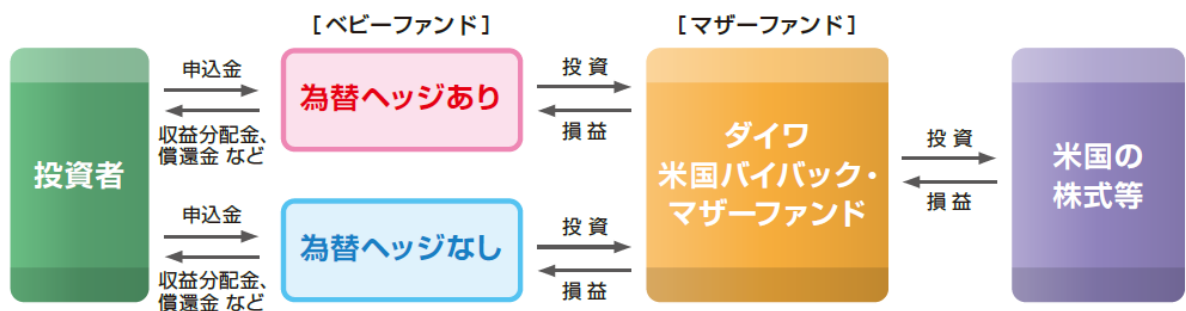 [ベビーファンド]
[マザーファンド]
投資者
申込金
収益分配金、
償還金 など
為替ヘッジあり
投 資
損 益
申込金
収益分配金、
償還金 など
為替ヘッジなし
投 資
損 益
ダイワ
米国バイバック・
マザーファンド
投 資
損 益
米国の
株式等